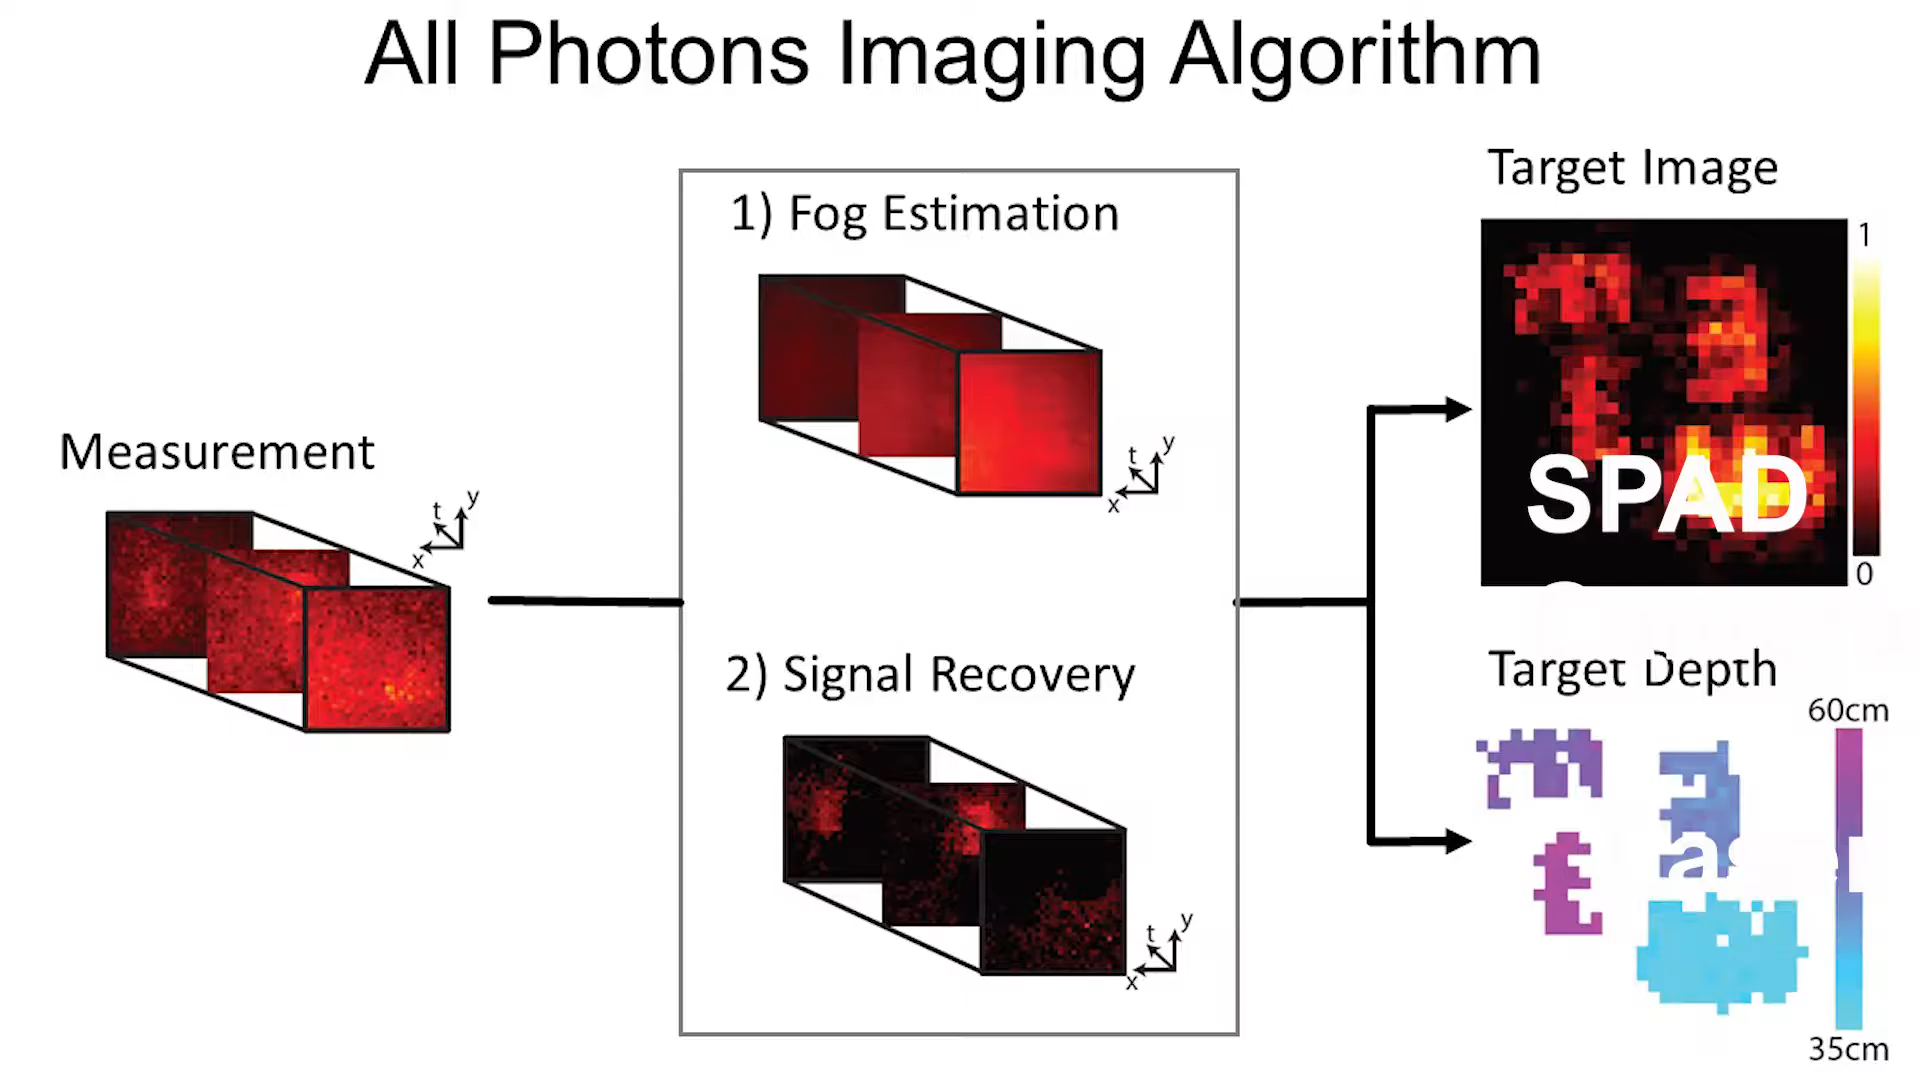 All Photons Imaging Algorithm
Measurement
t y
x
1) Fog Estimation
t y
x
2) Signal Recovery
t y
x
Target Image
1
SPAD
0
Target Depth
60cm
35cm